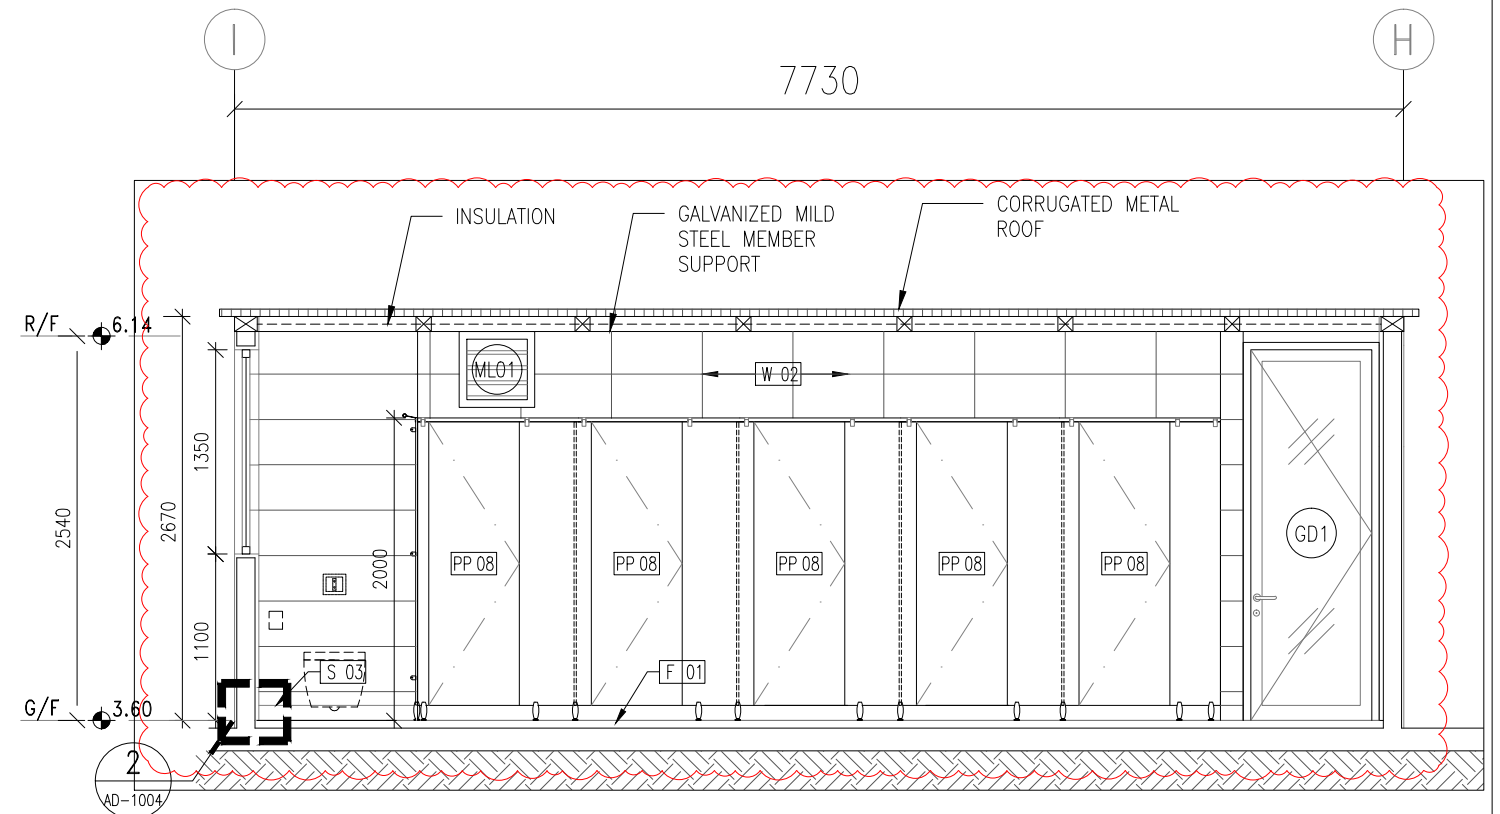 I
H
7730
INSULATION
GALVANIZED MILD
STEEL MEMBER
SUPPORT
CORRUGATED METAL
ROOF
R/F
6.14
ML01
W 02
1350
2540
2670
2000
1100
PP 08
PP 08
PP 08
PP 08
PP 08
GD1
S 03
F 01
G/F
3.60
2
AD-1004